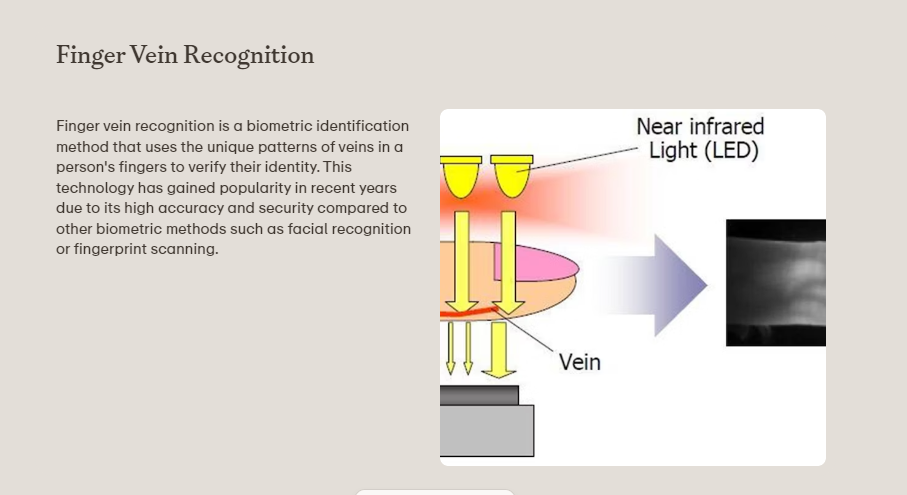 Finger Vein Recognition
Finger vein recognition is a biometric identification
method that uses the unique patterns of veins in a
person's fingers to verify their identity. This
technology has gained popularity in recent years
due to its high accuracy and security compared to
other biometric methods such as facial recognition
or fingerprint scanning.
Near infrared
Light (LED)
Vein